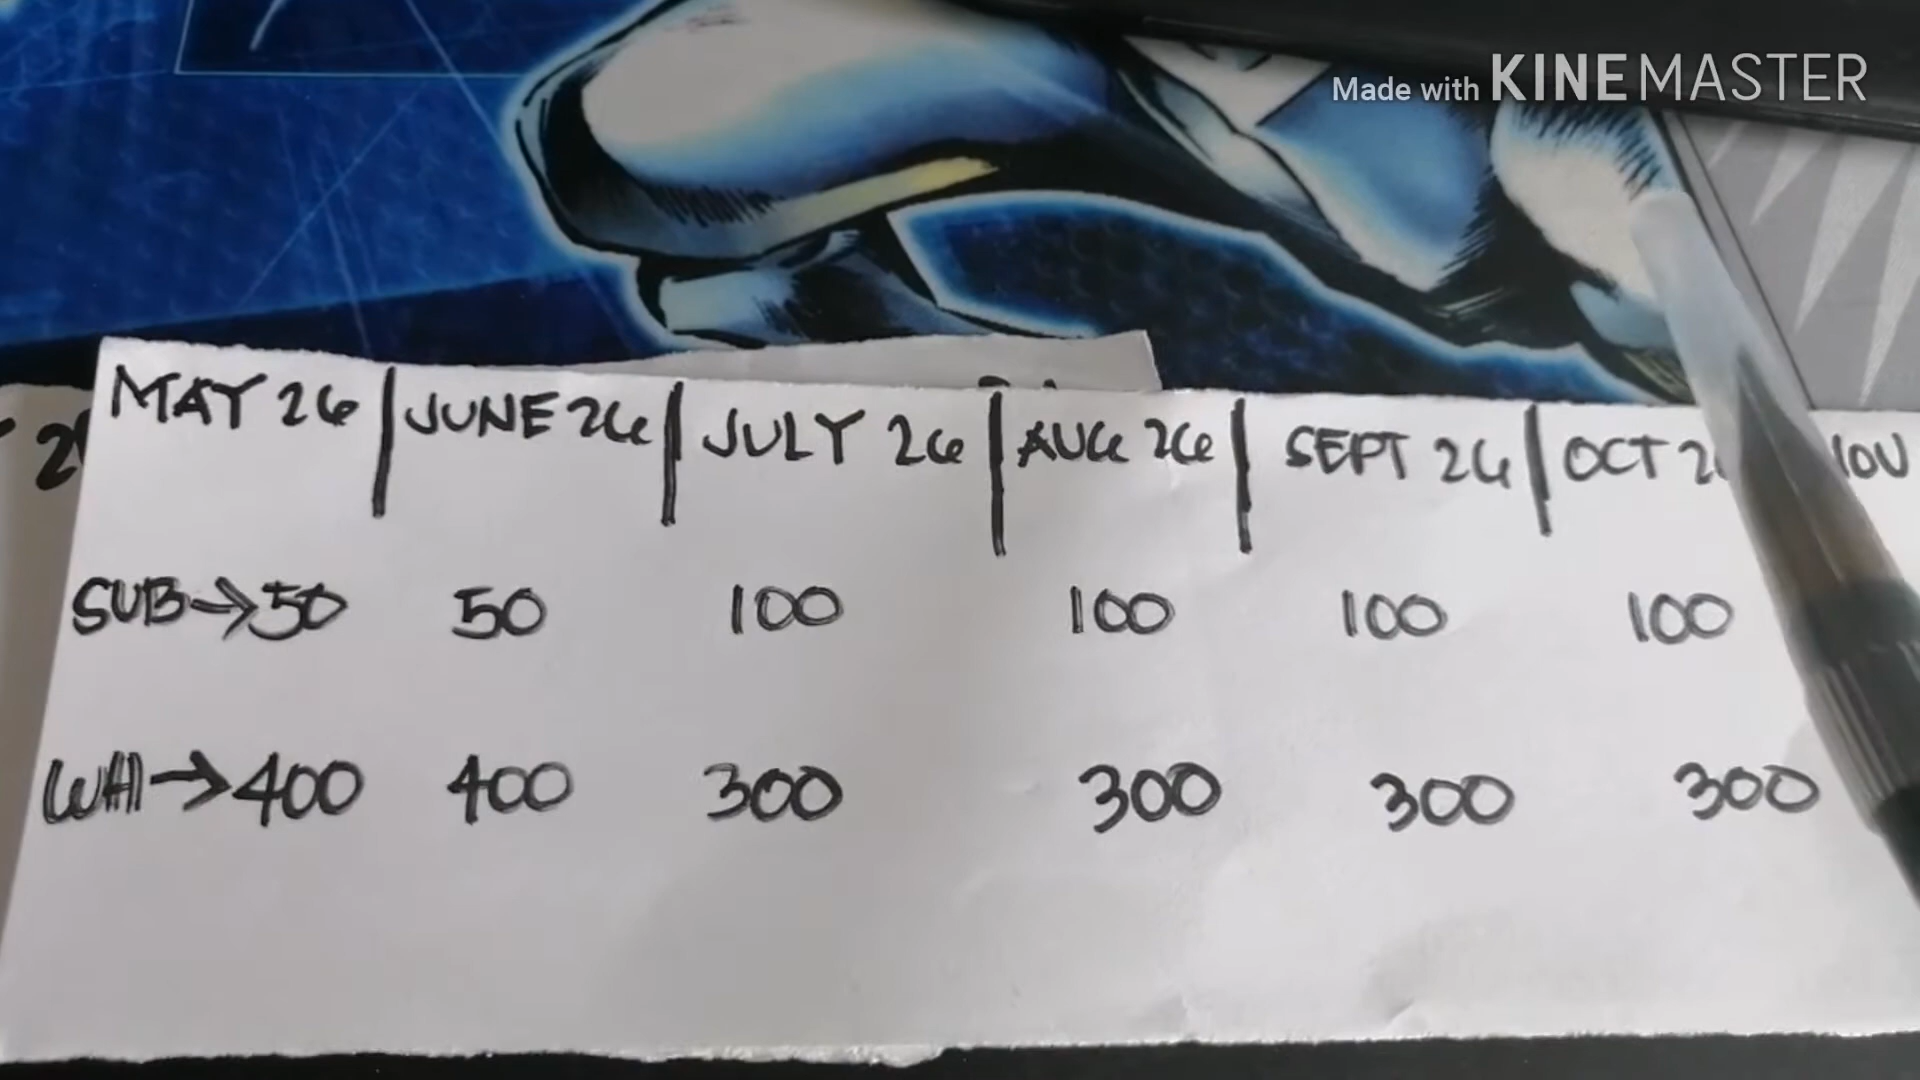 Made with KINEMASTER
MAY 26 | JUNE 26 | JULY 26 | AUG 26 | SEPT 26 | OCT 2
SUB→50 50 100 100 100 100
WH→400 400 300 300 300 300